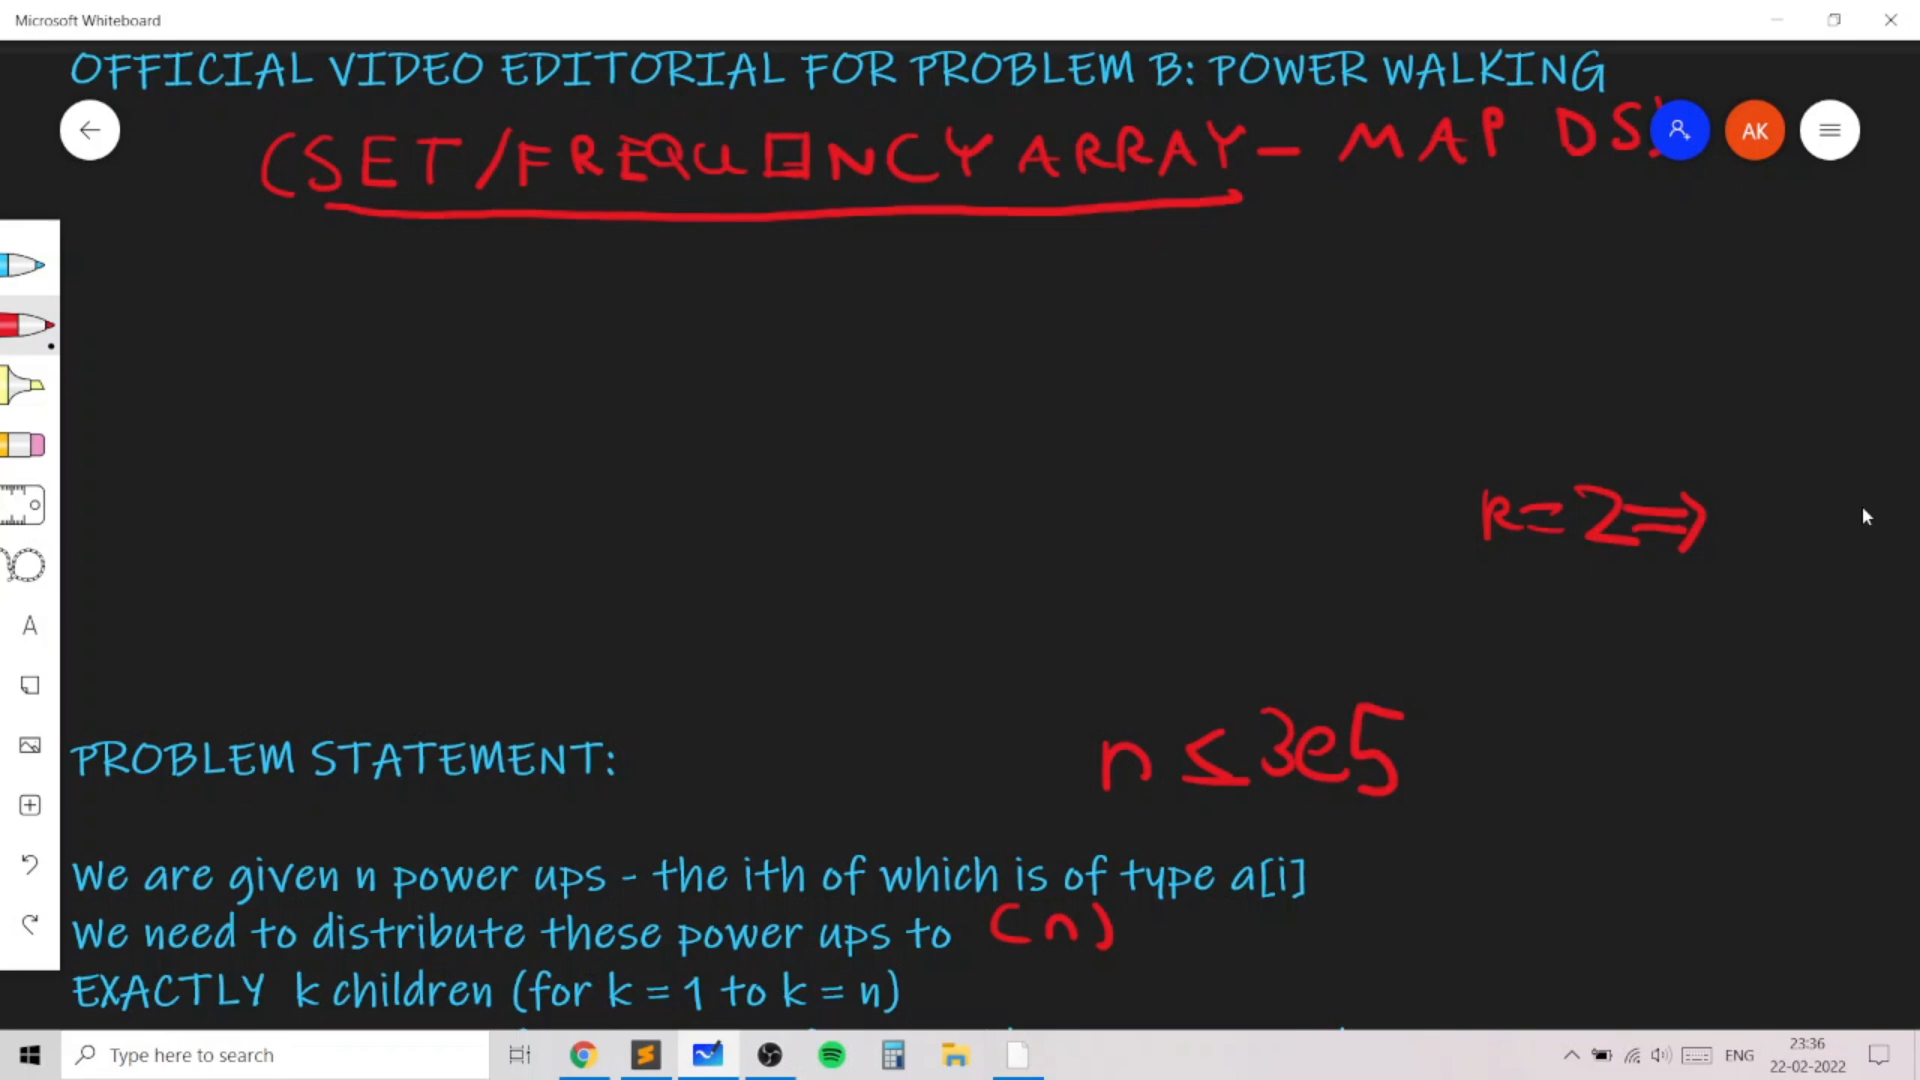 Microsoft Whiteboard
OFFICIAL VIDEO EDITORIAL FOR PROBLEM B: POWER WALKING
(SET/FREQUENCY ARRAY - MAP DS)
AK
k=2⇒
A
PROBLEM STATEMENT:
n ≤ 3e5
We are given n power ups - the ith of which is of type a[i]
We need to distribute these power ups to (n)
EXACTLY k children (for k = 1 to k = n)
Type here to search
ENG
23:36
22-02-2022